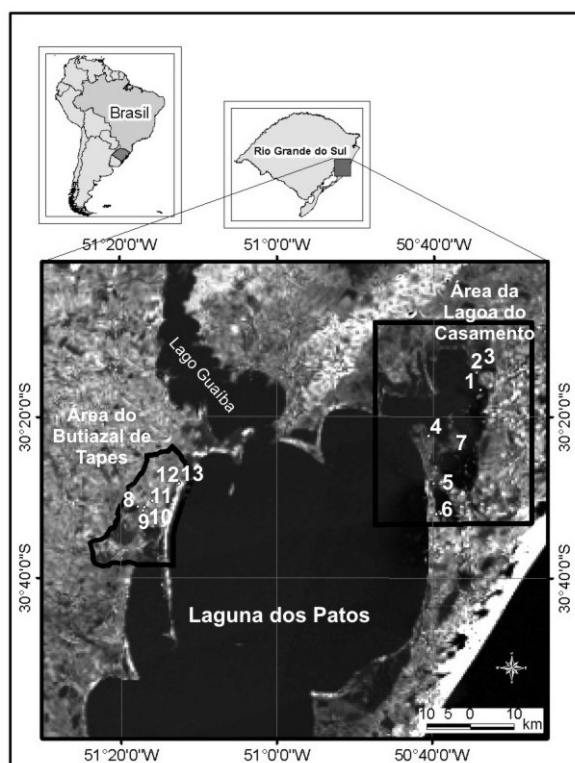 Brasil
Rio Grande do Sul
51°20'0"W 51°0'0"W 50°40'0"W
Área da
Lagoa do
Casamento
Lago Guaíba
2 3
1
30°20'0"S 30°20'0"S
Área do
Butiazal de
Tapes
4
7
12 13
8 11
5
9 10
6
30°40'0"S 30°40'0"S
Laguna dos Patos
10 5 0 10
km
51°20'0"W 51°0'0"W 50°40'0"W